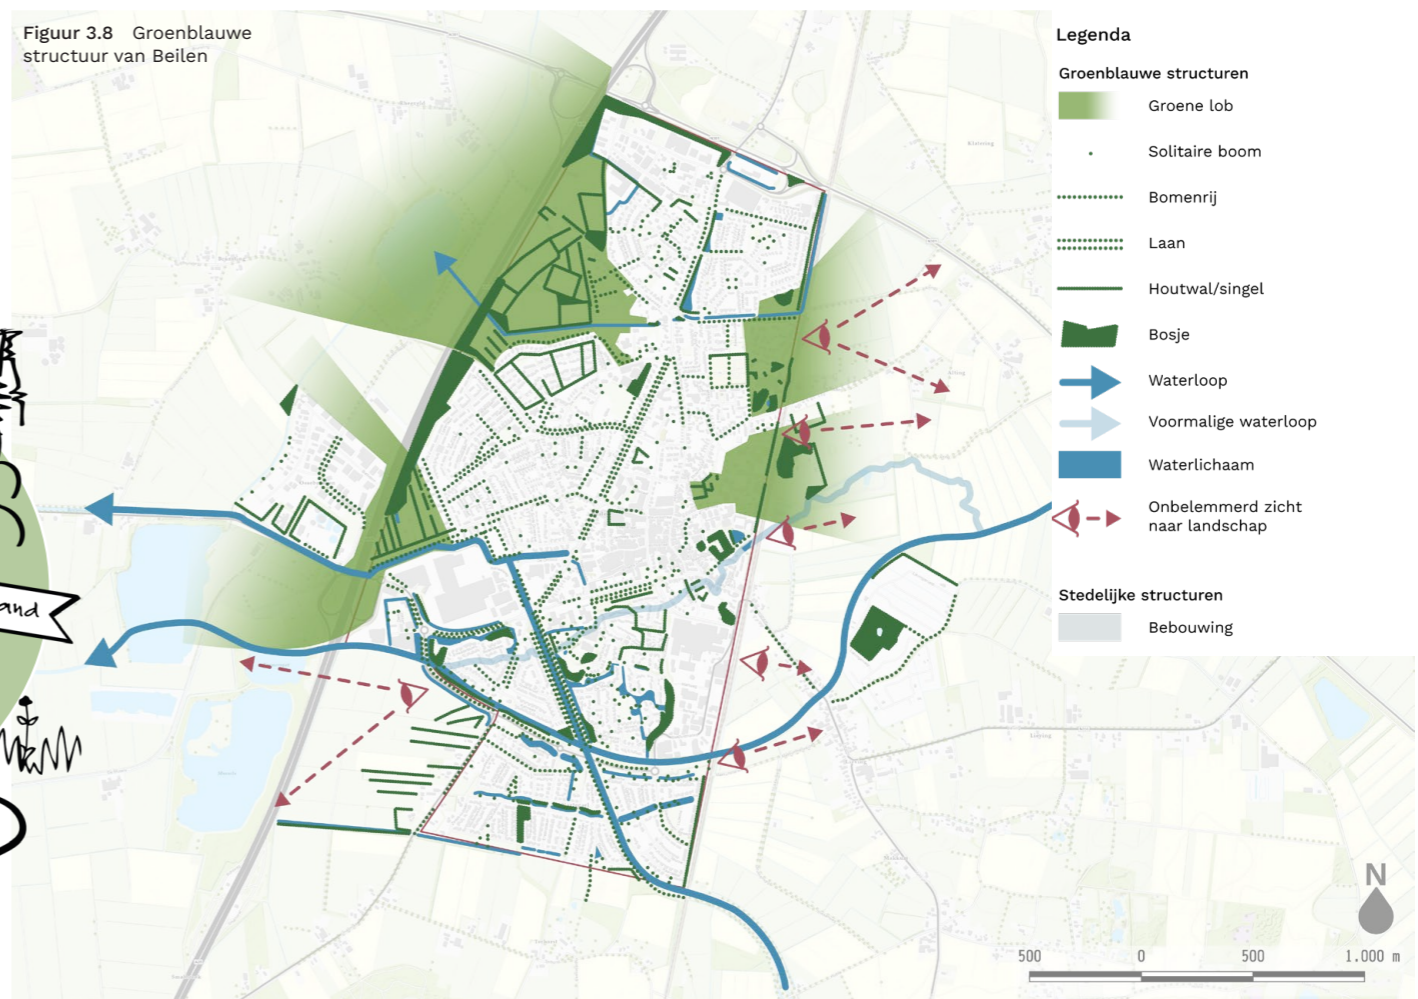 Figuur 3.8 Groenblauwe
structuur van Beilen
Legenda
Groenblauwe structuren
Groene lob
Solitaire boom
Bomenrij
Laan
Houtwal/singel
Bosje
Waterloop
Voormalige waterloop
Waterlichaam
Onbelemmerd zicht
naar landschap
Stedelijke structuren
Bebouwing
and
N
500 0 500 1.000 m